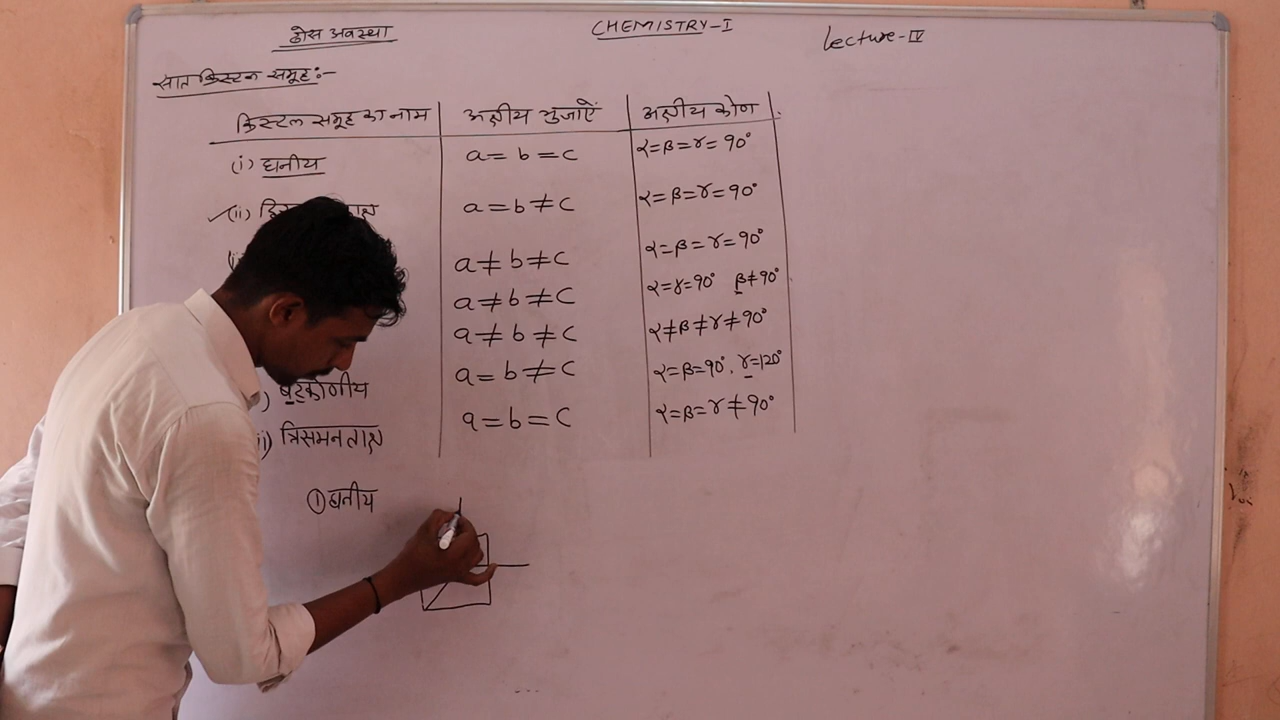 ठोस अवस्था
CHEMISTRY-I
Lecture-IV
सात क्रिस्टल समूह :-
क्रिस्टल समूह का नाम अक्षीय भुजाऐं अक्षीय कोण
(i) घनीय a = b = c α=β=γ= 90°
(ii) a = b ≠ c α=β=γ=90°
a ≠ b ≠ c α=β=γ=90°
a ≠ b ≠ c α=γ=90° β≠90°
a ≠ b ≠ c α≠β≠γ≠90°
षट्कोणीय a = b ≠ c α=β=90°, γ=120°
त्रिसमनताक्ष a = b = c α=β=γ≠90°
① घनीय